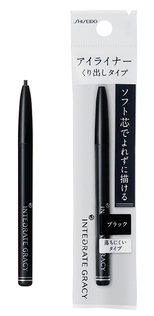 SHISEIDO
アイライナー
くり出しタイプ
ソフト芯でよれずに描ける
ブラック
落ちにくい
タイプ
INTEGRATE GRACY
INTEGRATE GRACY